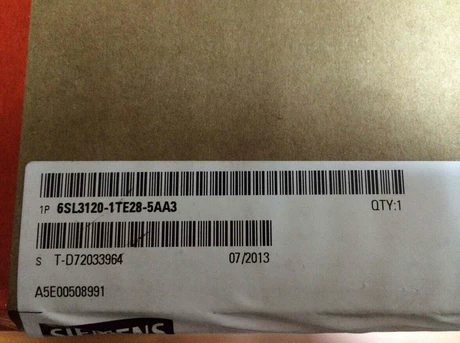 1P 6SL3120-1TE28-5AA3 QTY:1
S T-D72033964 07/2013
A5E00508991
SIEMENS